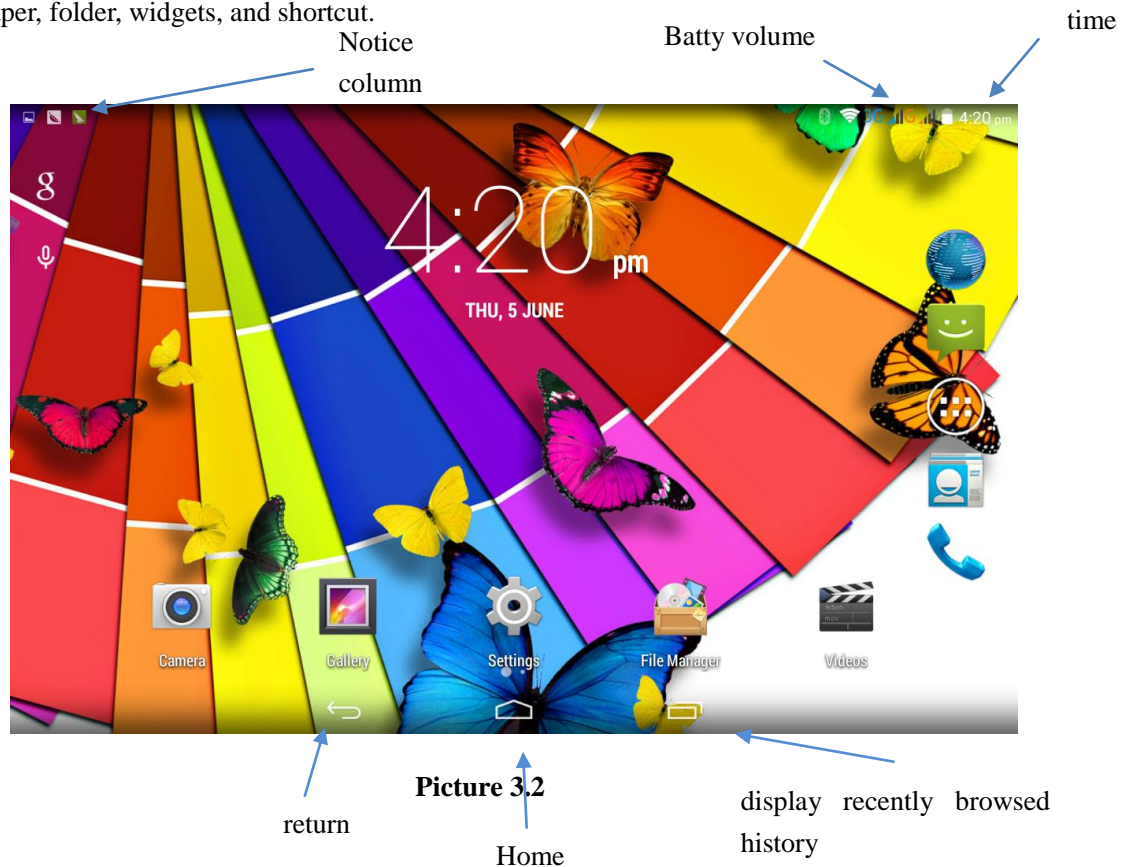 per, folder, widgets, and shortcut.
time
Notice
column
Batty volume
3G G 4:20 pm
g
4:20 pm
THU, 5 JUNE
Camera
Gallery
Settings
File Manager
Videos
Picture 3.2
return
Home
display recently browsed
history